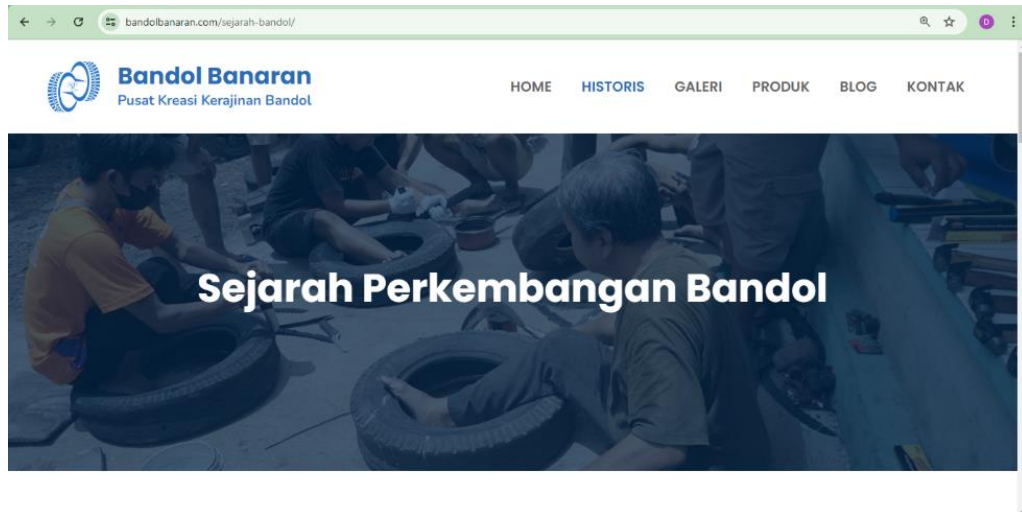 bandolbanaran.com/sejarah-bandol/
D
Bandol Banaran
Pusat Kreasi Kerajinan Bandol
HOME HISTORIS GALERI PRODUK BLOG KONTAK
Sejarah Perkembangan Bandol